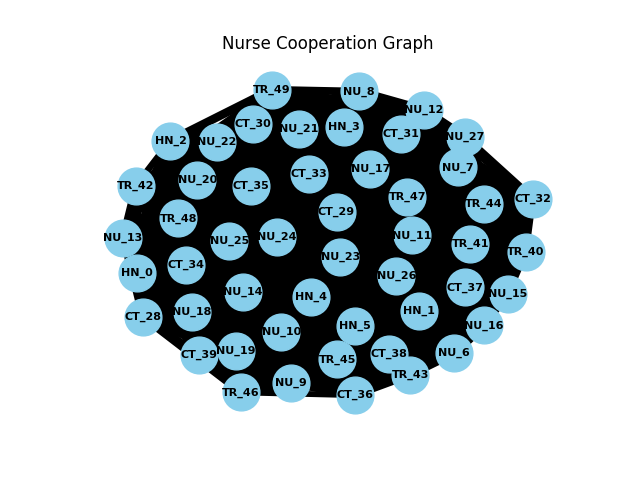 Nurse Cooperation Graph
TR_49
NU_8
NU_12
CT_30
NU_21
HN_3
CT_31
NU_27
HN_2
NU_22
NU_7
NU_17
CT_33
TR_42
NU_20
CT_35
TR_47
CT_32
TR_44
CT_29
TR_48
NU_13
NU_25
NU_24
NU_11
TR_41
TR_40
NU_23
CT_34
HN_0
NU_26
CT_37
NU_15
NU_14
HN_4
HN_1
NU_18
CT_28
HN_5
NU_16
NU_10
CT_39
NU_19
TR_45
CT_38
NU_6
TR_43
NU_9
TR_46
CT_36